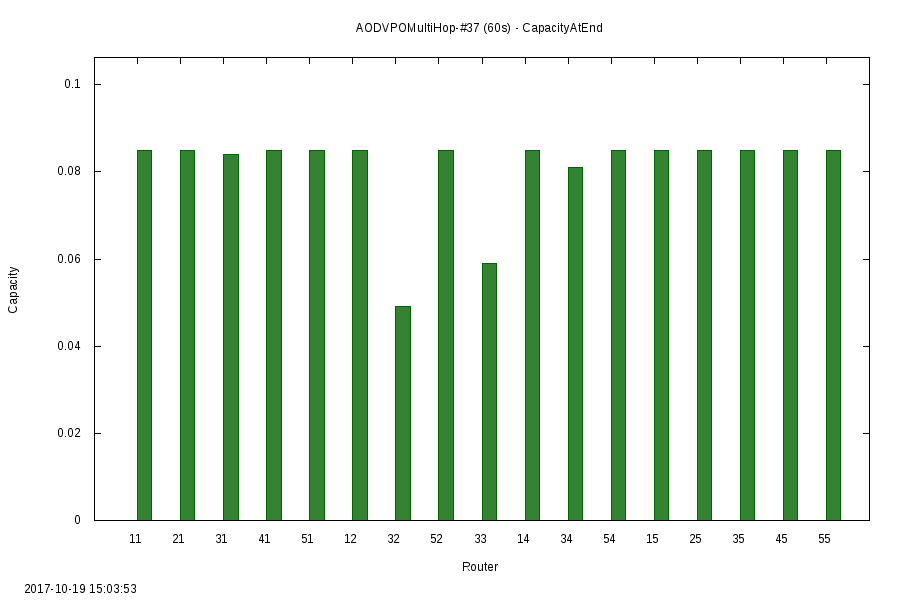 AODVPOMultiHop-#37 (60s) - CapacityAtEnd
0.1
0.08
0.06
0.04
0.02
0
Capacity
11 21 31 41 51 12 32 52 33 14 34 54 15 25 35 45 55
Router
2017-10-19 15:03:53